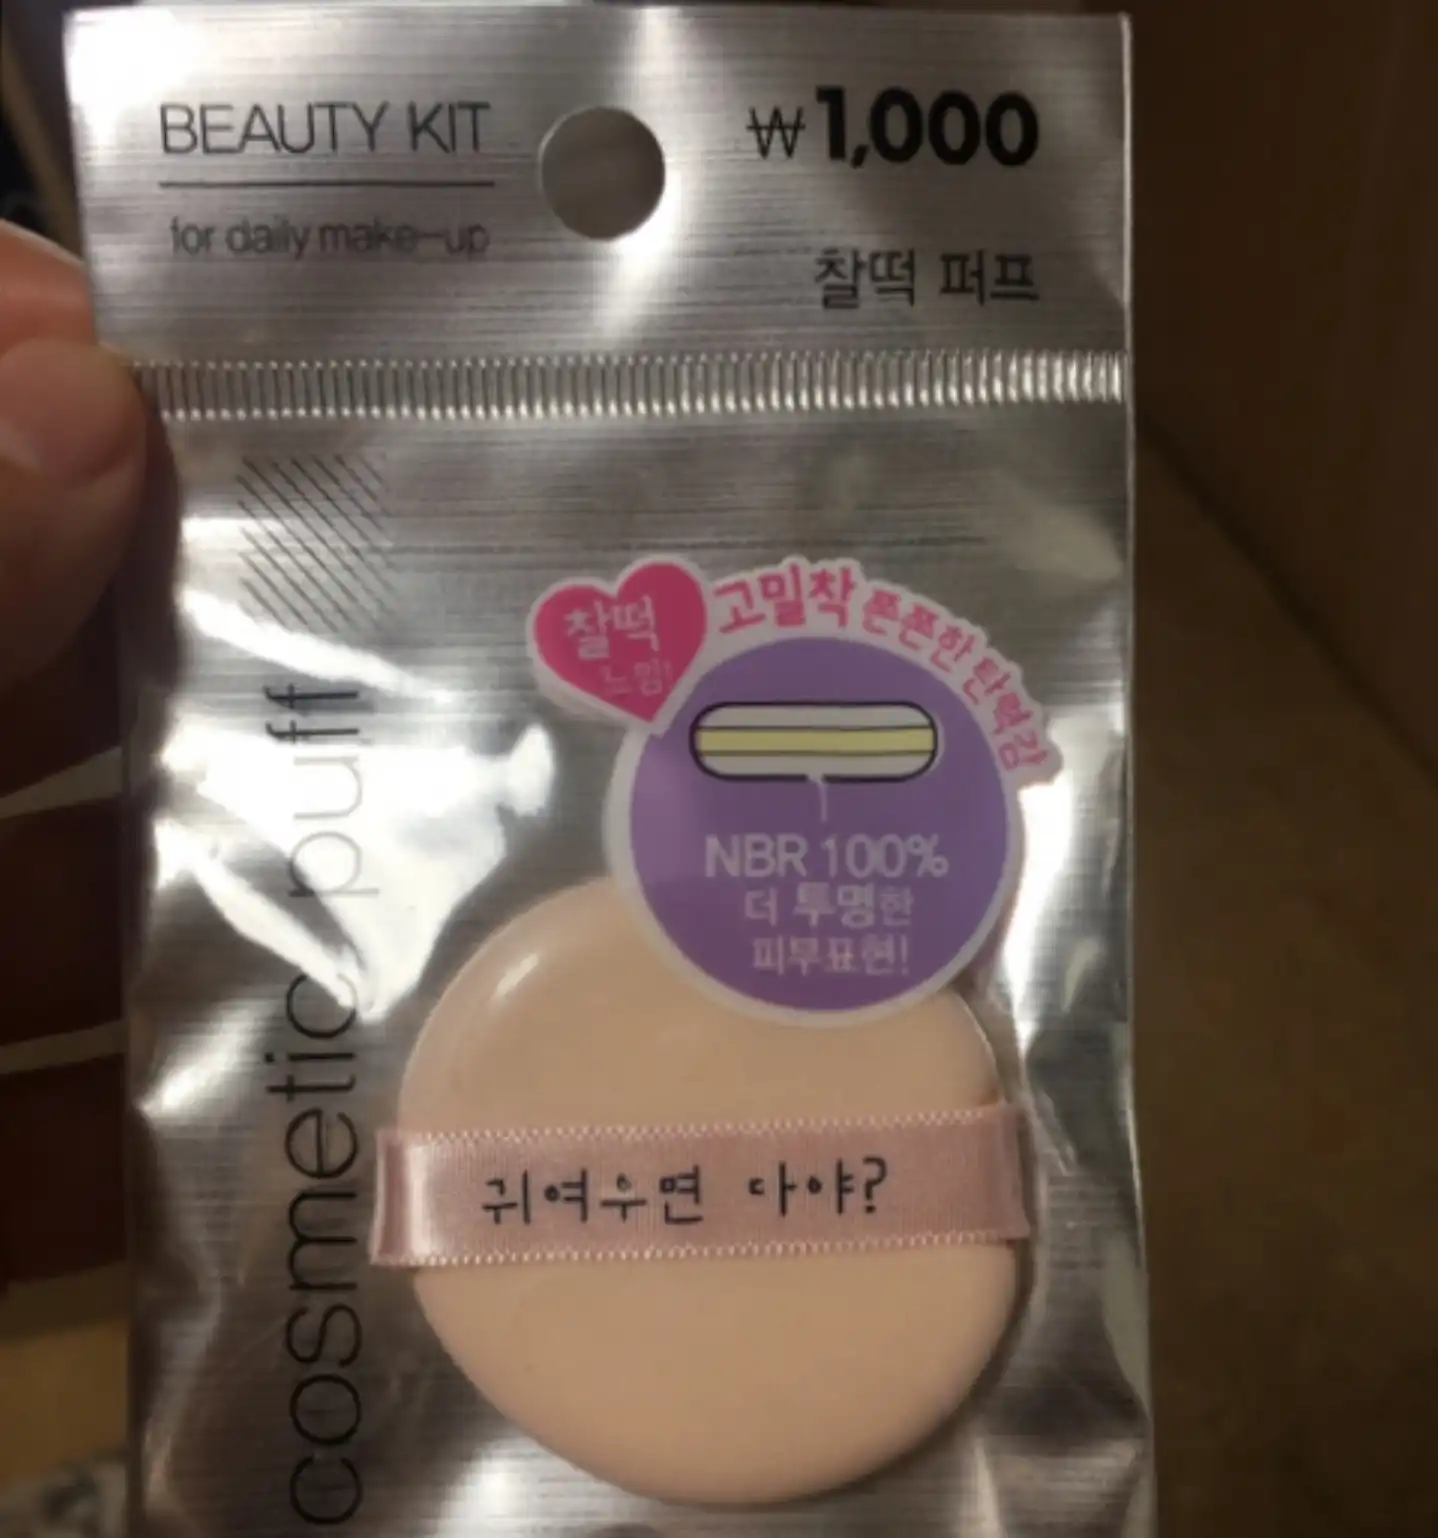 BEAUTY KIT
for daily make-up
₩1,000
찰떡 퍼프
찰떡
느낌!
고밀착 쫀쫀한 탄력감
NBR 100%
더 투명한
피부표현!
귀여우면 다야?
cosmetic puff